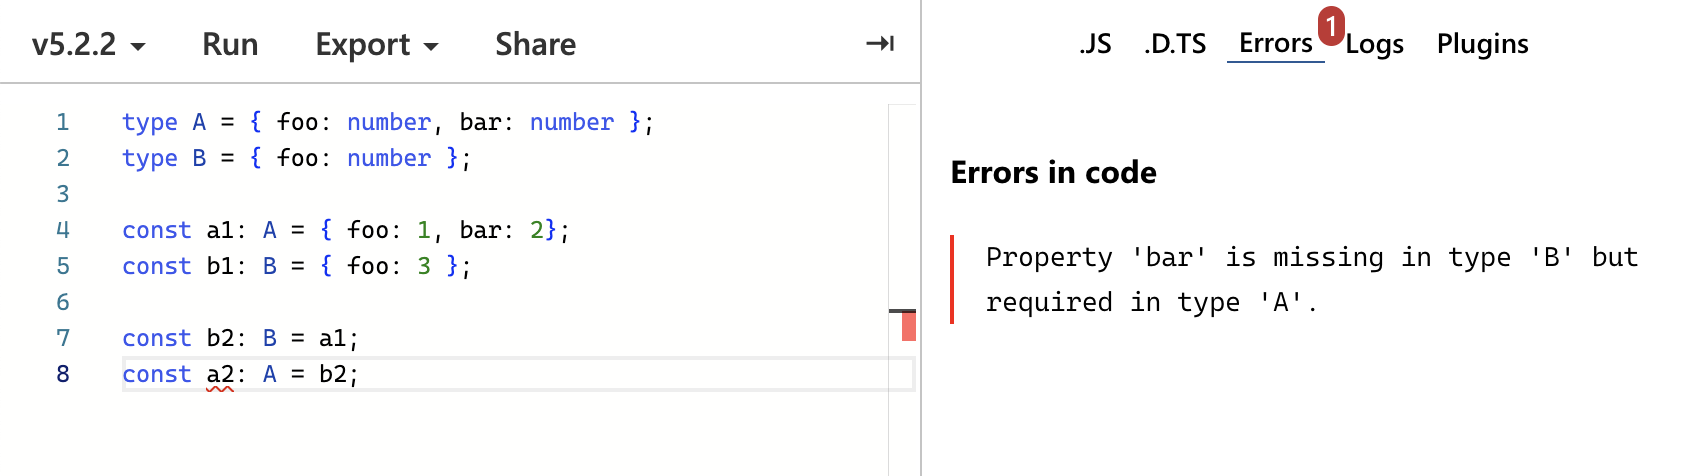 v5.2.2 Run Export Share
.JS .D.TS Errors 1 Logs Plugins
1 type A = { foo: number, bar: number };
2 type B = { foo: number };
3
4 const a1: A = { foo: 1, bar: 2};
5 const b1: B = { foo: 3 };
6
7 const b2: B = a1;
8 const a2: A = b2;
Errors in code
Property 'bar' is missing in type 'B' but
required in type 'A'.